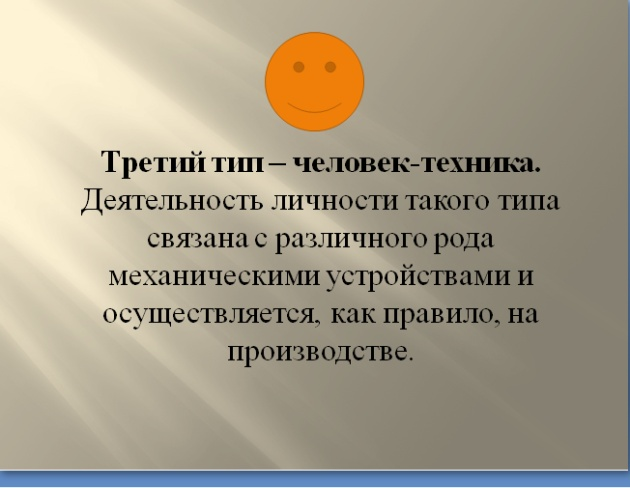 Третий тип – человек-техника.
Деятельность личности такого типа
связана с различного рода
механическими устройствами и
осуществляется, как правило, на
производстве.